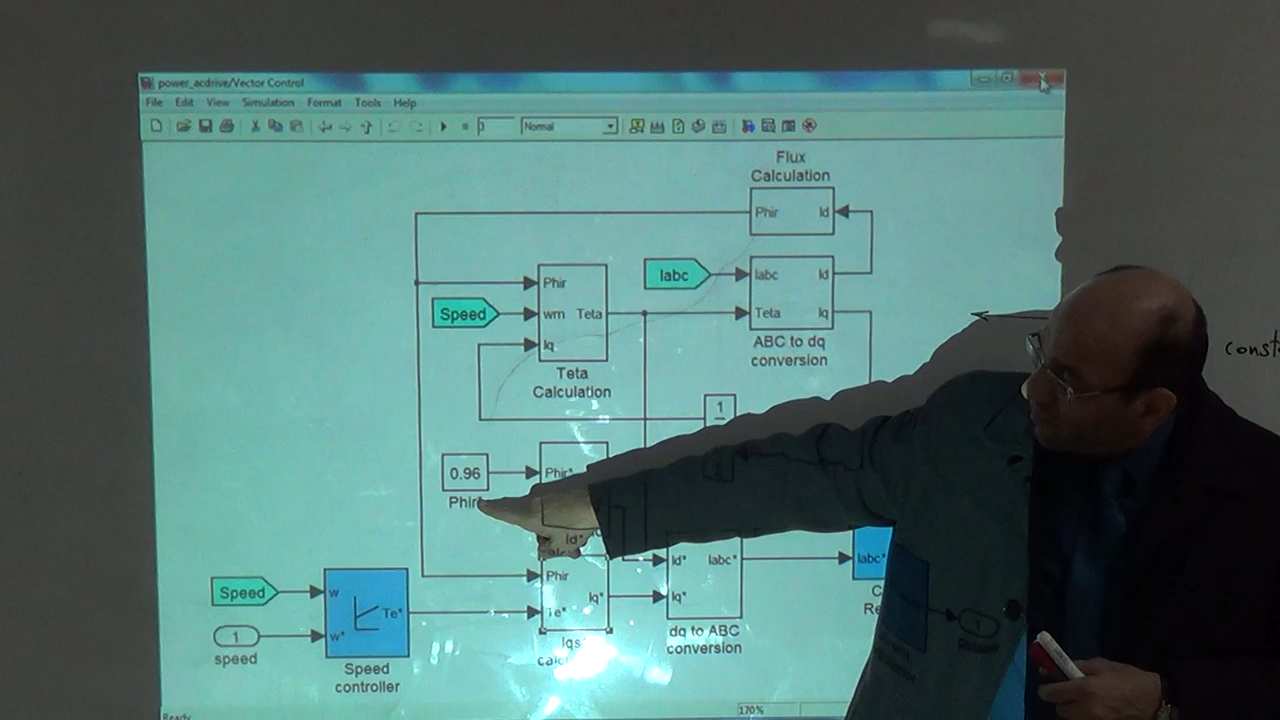 power_acdrive/Vector Control
File Edit View Simulation Format Tools Help
Normal
Flux
Calculation
Phir Id
Iabc
Iabc Id
Teta Iq
ABC to dq
conversion
Speed
Phir
wm Teta
Iq
Teta
Calculation
1
0.96
Phir*
Phir*
Id*
Phir
Te* Iq*
Iqs*
Id* Iabc*
Iq*
dq to ABC
conversion
Iabc*
Speed
1
speed
w
w* Te*
Speed
controller
170%
Ready